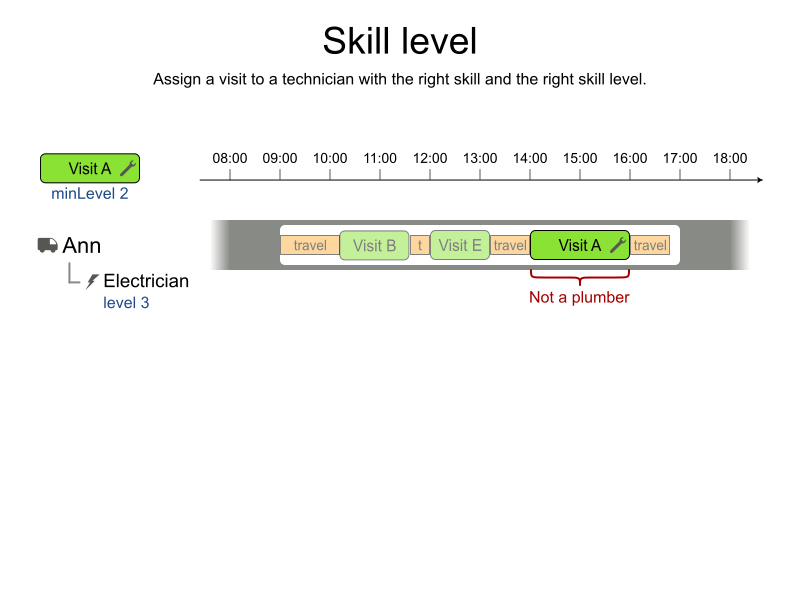 Skill level
Assign a visit to a technician with the right skill and the right skill level.
Visit A
minLevel 2
08:00 09:00 10:00 11:00 12:00 13:00 14:00 15:00 16:00 17:00 18:00
Ann
travel Visit B t Visit E travel Visit A travel
Electrician
level 3
Not a plumber